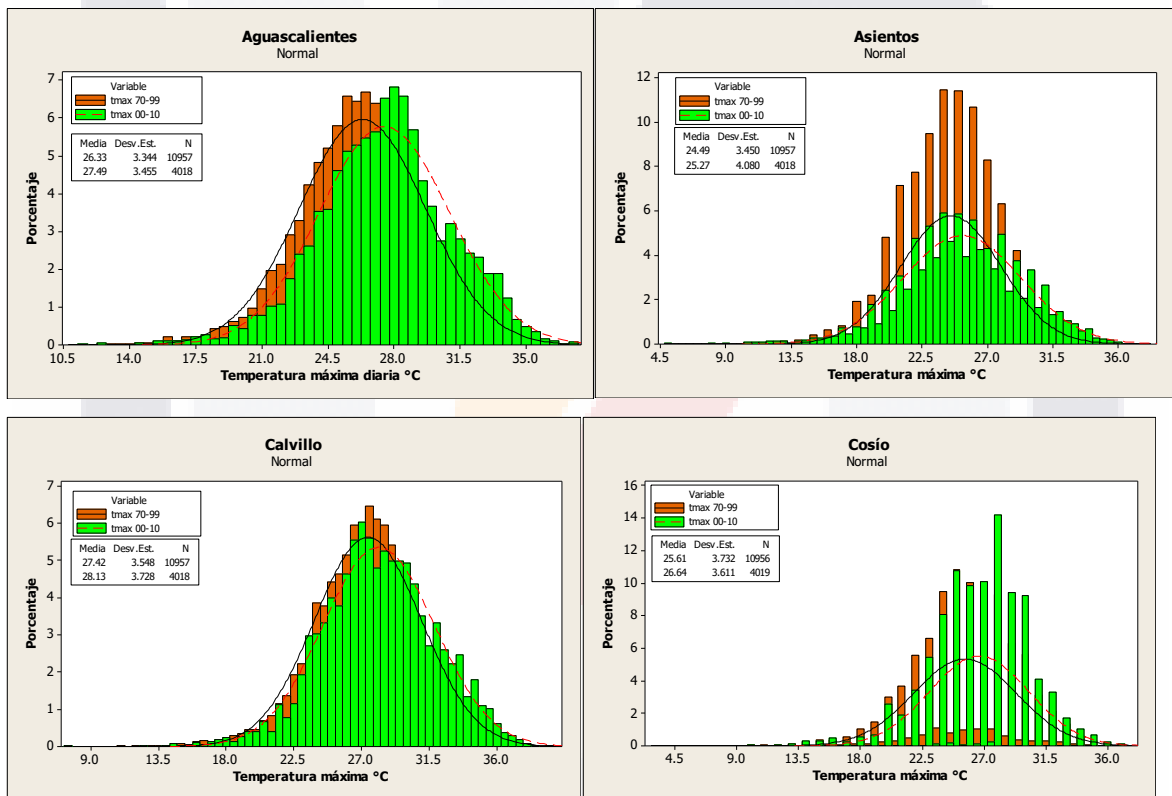 Aguascalientes
Normal
Variable
tmax 70-99
tmax 00-10
Media Desv.Est. N
26.33 3.344 10957
27.49 3.455 4018
Porcentaje
7
6
5
4
3
2
1
0
10.5 14.0 17.5 21.0 24.5 28.0 31.5 35.0
Temperatura máxima diaria °C
Asientos
Normal
Variable
tmax 70-99
tmax 00-10
Media Desv.Est. N
24.49 3.450 10957
25.27 4.080 4018
Porcentaje
12
10
8
6
4
2
0
4.5 9.0 13.5 18.0 22.5 27.0 31.5 36.0
Temperatura máxima °C
Calvillo
Normal
Variable
tmax 70-99
tmax 00-10
Media Desv.Est. N
27.42 3.548 10957
28.13 3.728 4018
Porcentaje
7
6
5
4
3
2
1
0
9.0 13.5 18.0 22.5 27.0 31.5 36.0
Temperatura máxima °C
Cosío
Normal
Variable
tmax 70-99
tmax 00-10
Media Desv.Est. N
25.61 3.732 10956
26.64 3.611 4019
Porcentaje
16
14
12
10
8
6
4
2
0
4.5 9.0 13.5 18.0 22.5 27.0 31.5 36.0
Temperatura máxima °C